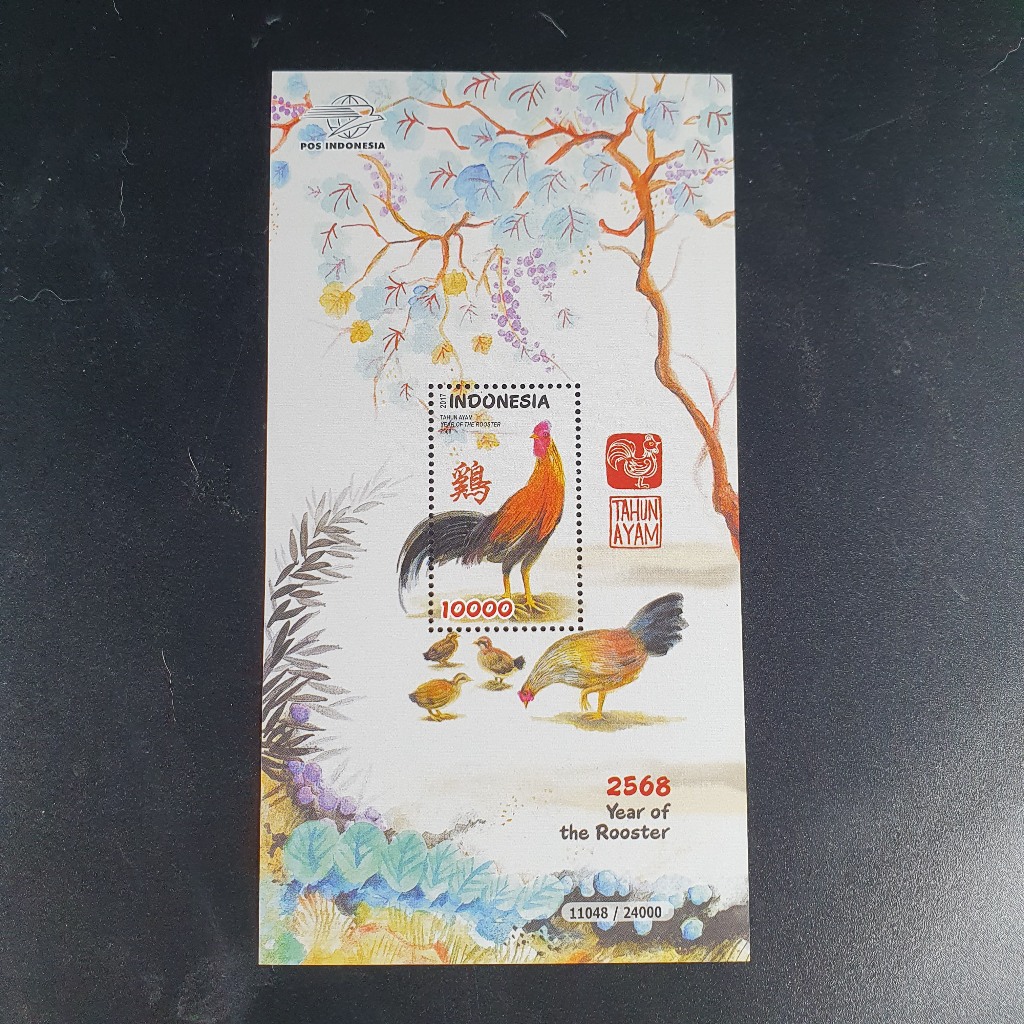 POS INDONESIA
2017
INDONESIA
TAHUN AYAM
YEAR OF THE ROOSTER
鷄
10000
TAHUN
AYAM
2568
Year of
the Rooster
11048 / 24000